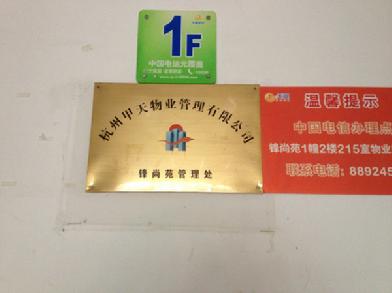 1F
中国电信光覆盖
杭州甲天物业管理有限公司
锋尚苑管理处
温馨提示
中国电信办理点
锋尚苑1幢2楼215室物业
联系电话：889245